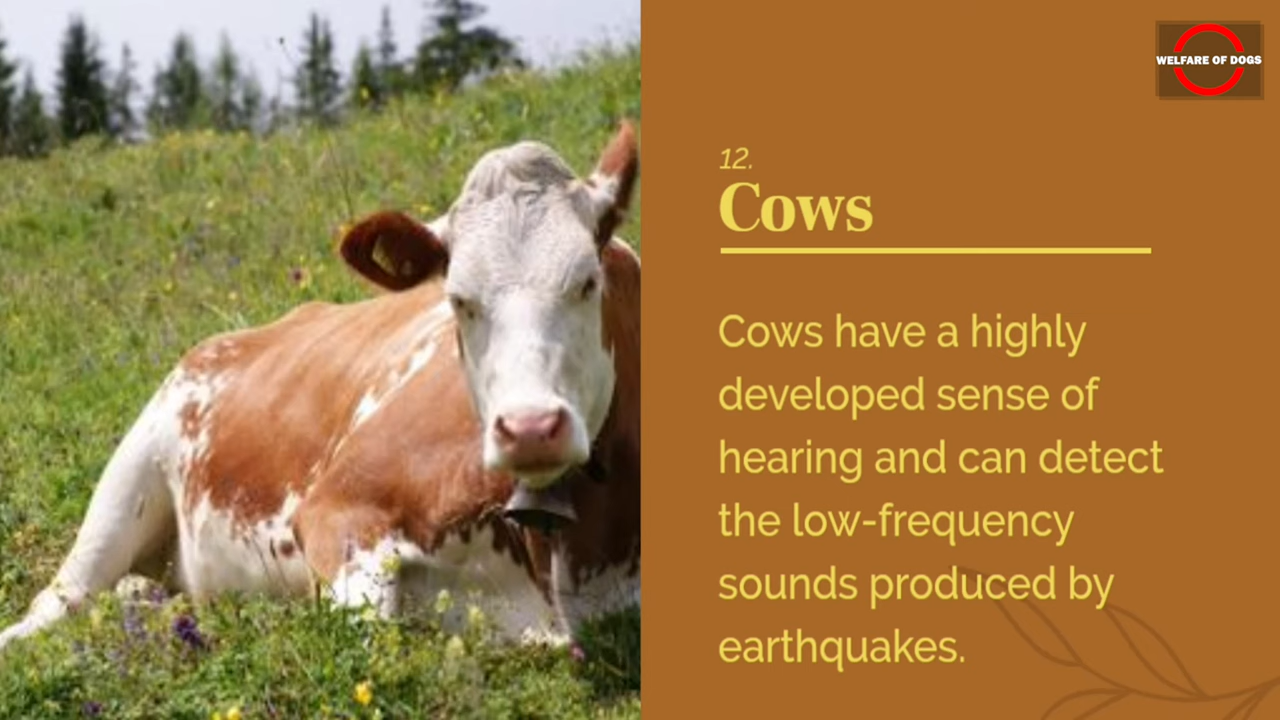 WELFARE OF DOGS
12.
Cows
Cows have a highly
developed sense of
hearing and can detect
the low-frequency
sounds produced by
earthquakes.